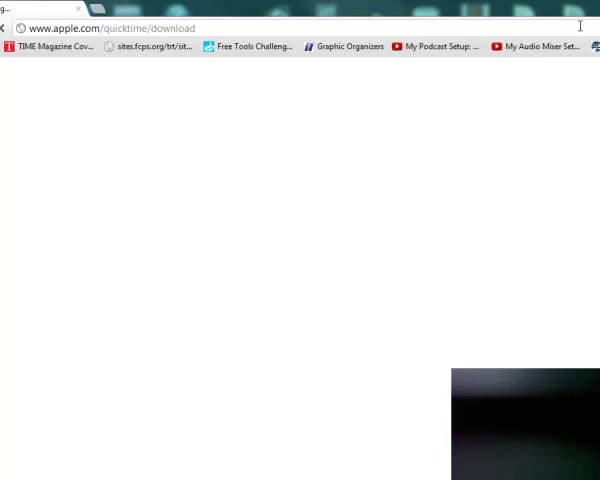 g...
www.apple.com/quicktime/download
TIME Magazine Cov... sites.fcps.org/trt/sit... Free Tools Challeng... Graphic Organizers My Podcast Setup: ... My Audio Mixer Set...